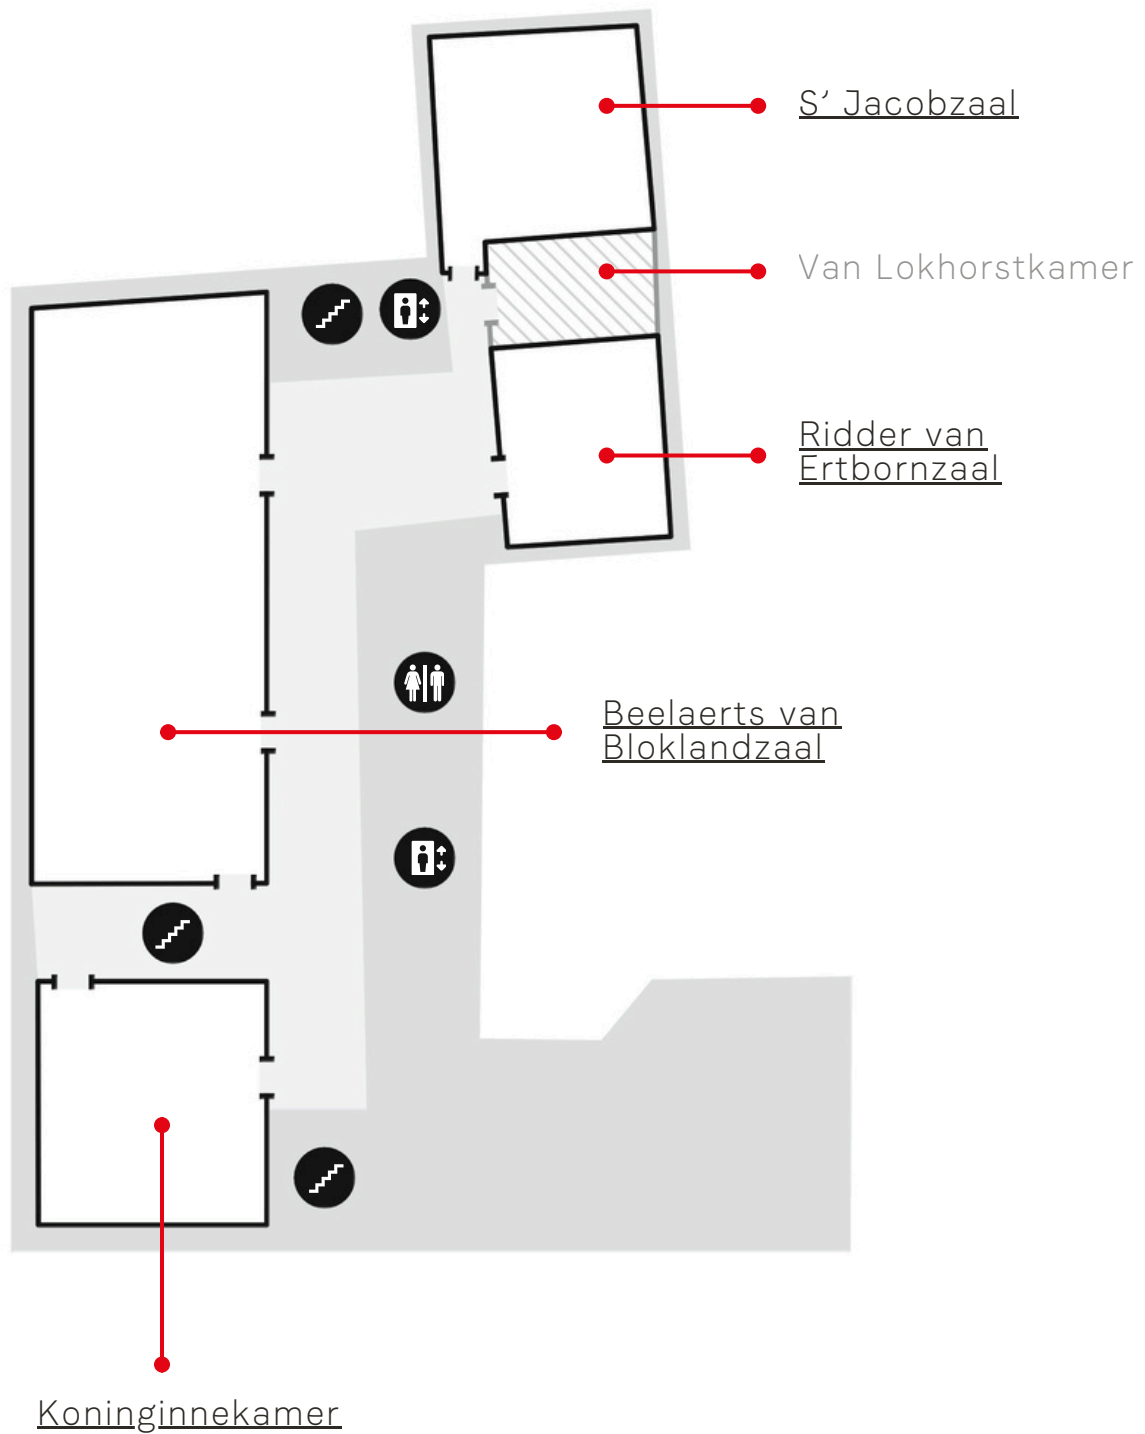 S’ Jacobzaal
Van Lokhorstkamer
Ridder van
Ertbornzaal
Beelaerts van
Bloklandzaal
Koninginnekamer